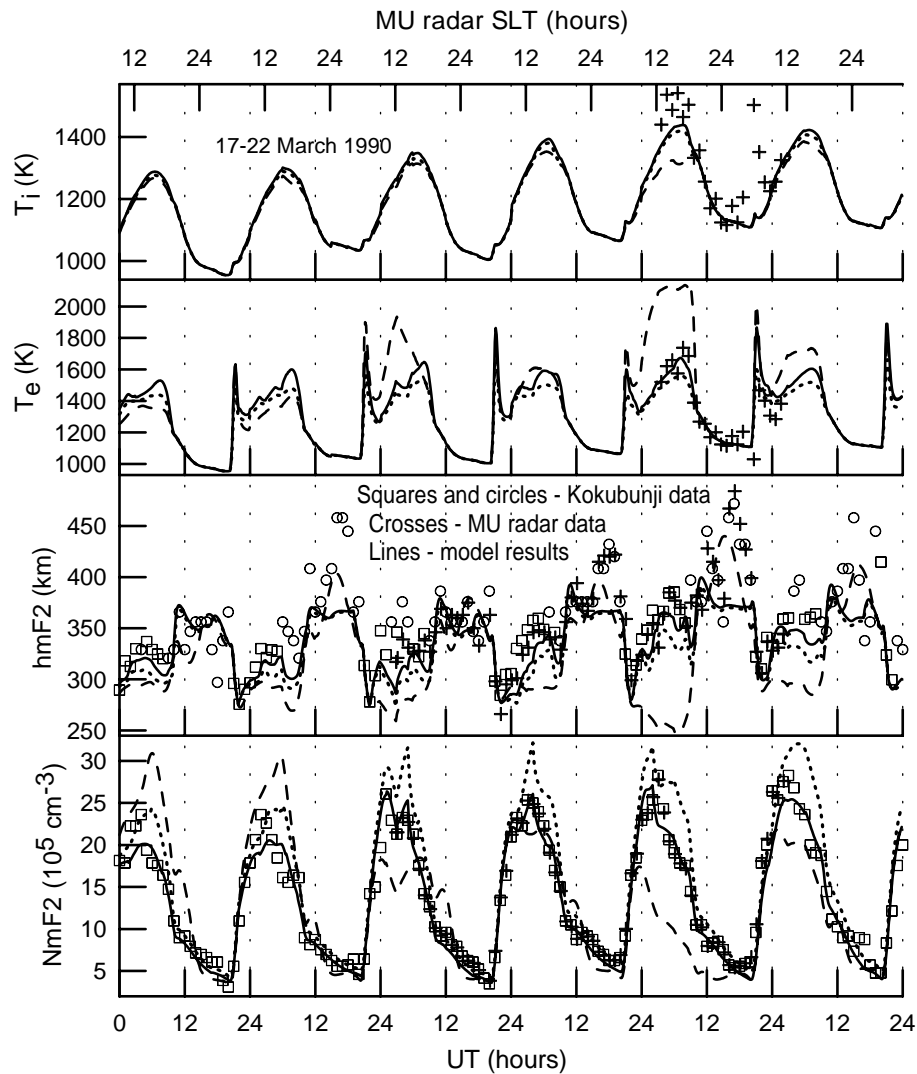 MU radar SLT (hours)
12 24 12 24 12 24 12 24 12 24 12 24
17-22 March 1990
Ti (K)
1400
1200
1000
Te (K)
2000
1800
1600
1400
1200
1000
Squares and circles - Kokubunji data
Crosses - MU radar data
Lines - model results
hmF2 (km)
450
400
350
300
250
NmF2 (10⁵ cm⁻³)
30
25
20
15
10
5
0 12 24 12 24 12 24 12 24 12 24 12 24
UT (hours)